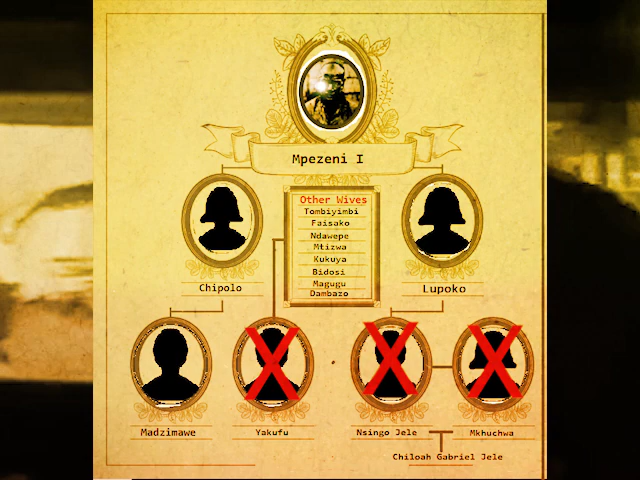 Mpezeni I
Other Wives
Tombiyimbi
Faisako
Ndawepe
Mtizwa
Kukuya
Bidosi
Magugu
Dambazo
Chipolo
Lupoko
Madzimawe
Yakufu
Nsingo Jele
Mkhuchwa
Chiloah Gabriel Jele